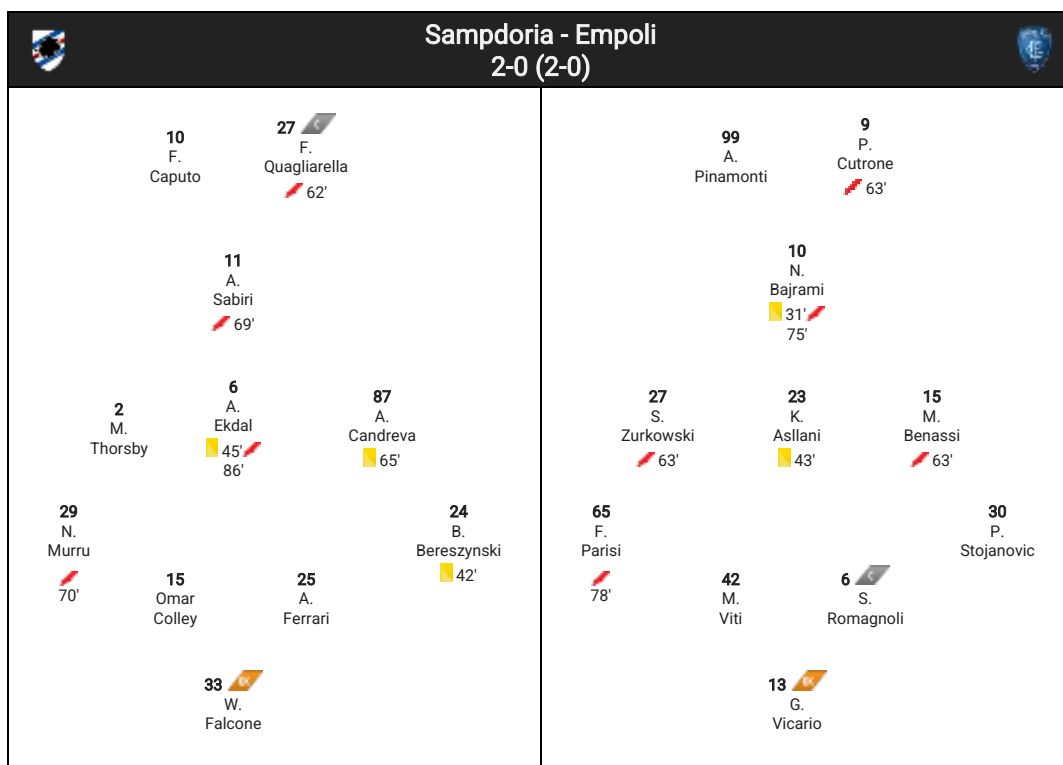 Sampdoria - Empoli
2-0 (2-0)
10
F.
Caputo
27 C
F.
Quagliarella
62'
11
A.
Sabiri
69'
2
M.
Thorsby
6
A.
Ekdal
45'
86'
87
A.
Candreva
65'
29
N.
Murru
70'
15
Omar
Colley
25
A.
Ferrari
24
B.
Bereszynski
42'
33 GK
W.
Falcone
99
A.
Pinamonti
9
P.
Cutrone
63'
10
N.
Bajrami
31'
75'
27
S.
Zurkowski
63'
23
K.
Asllani
43'
15
M.
Benassi
63'
65
F.
Parisi
78'
42
M.
Viti
6 C
S.
Romagnoli
30
P.
Stojanovic
13 GK
G.
Vicario